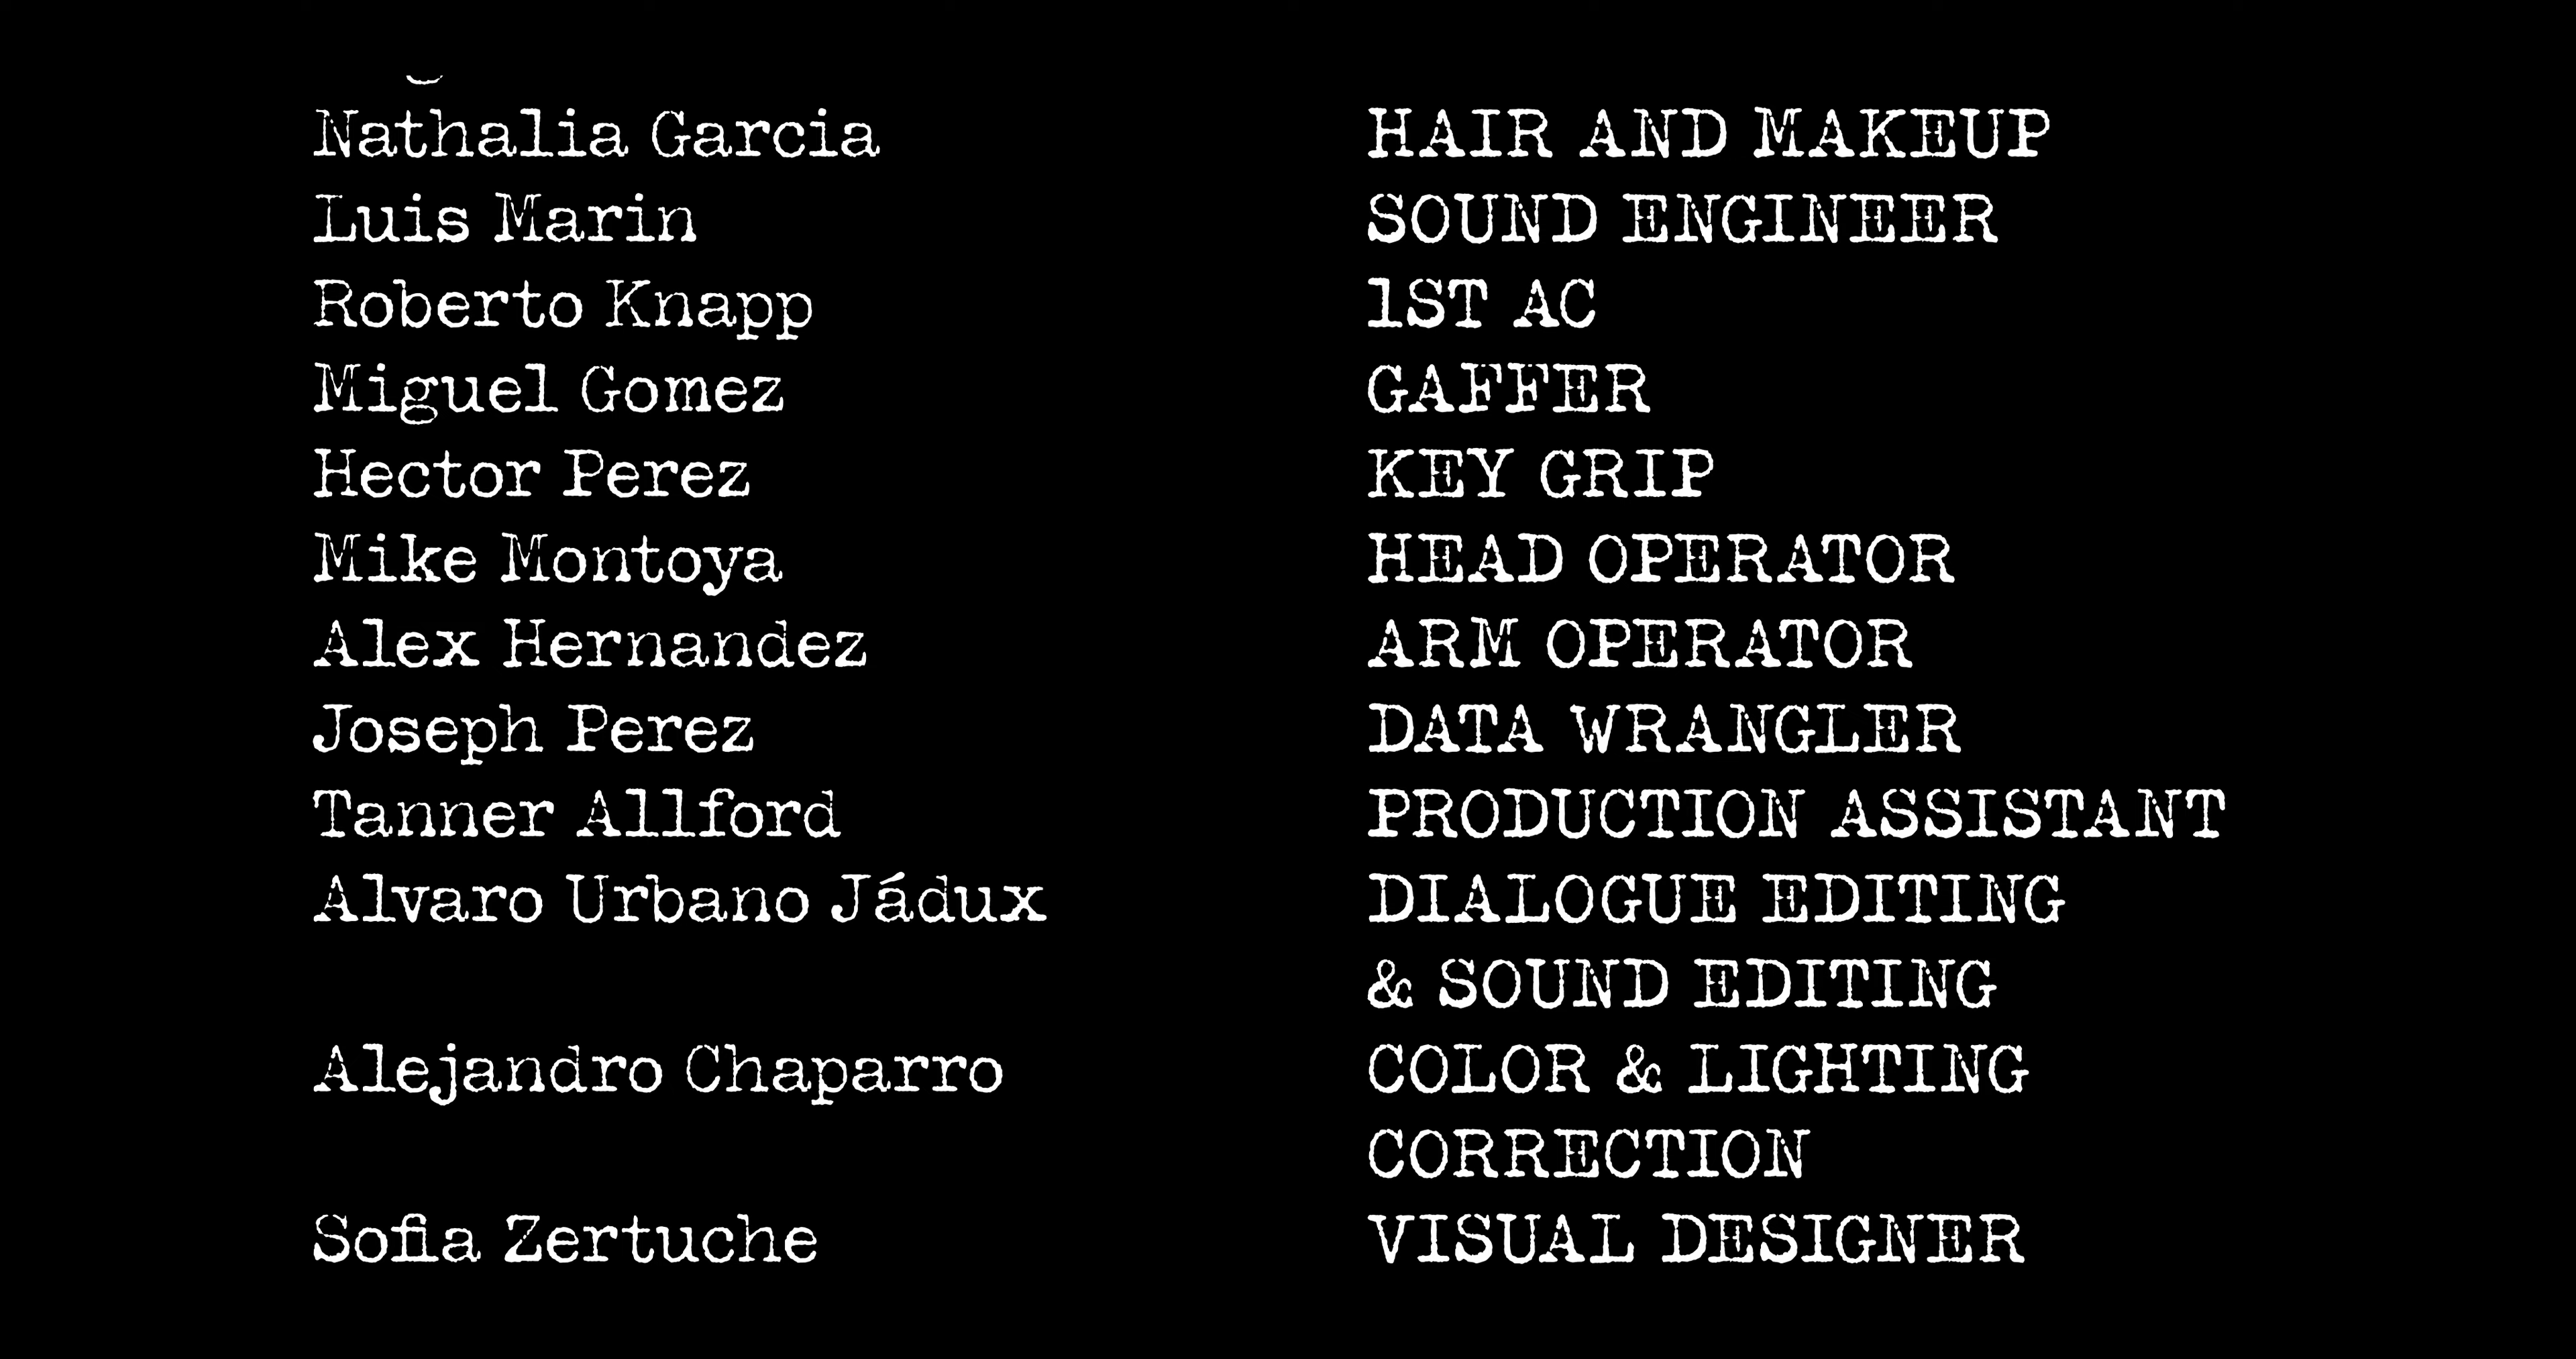 Nathalia Garcia HAIR AND MAKEUP
Luis Marin SOUND ENGINEER
Roberto Knapp 1ST AC
Miguel Gomez GAFFER
Hector Perez KEY GRIP
Mike Montoya HEAD OPERATOR
Alex Hernandez ARM OPERATOR
Joseph Perez DATA WRANGLER
Tanner Allford PRODUCTION ASSISTANT
Alvaro Urbano Jádux DIALOGUE EDITING
& SOUND EDITING
Alejandro Chaparro COLOR & LIGHTING
CORRECTION
Sofia Zertuche VISUAL DESIGNER